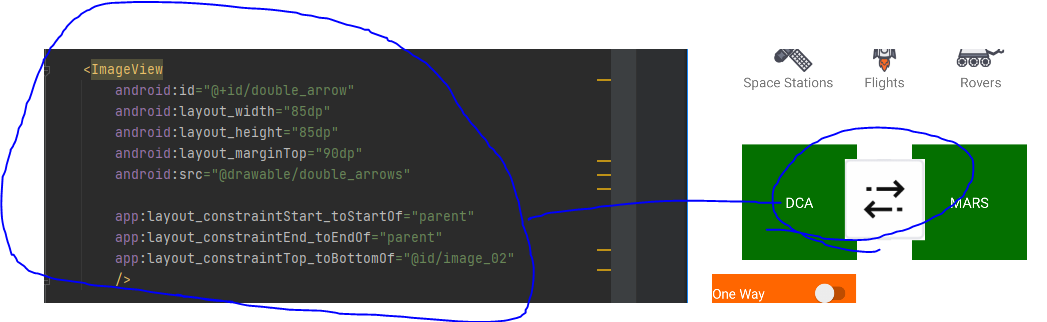 <ImageView
android:id="@+id/double_arrow"
android:layout_width="85dp"
android:layout_height="85dp"
android:layout_marginTop="90dp"
android:src="@drawable/double_arrows"
app:layout_constraintStart_toStartOf="parent"
app:layout_constraintEnd_toEndOf="parent"
app:layout_constraintTop_toBottomOf="@id/image_02"
/>
Space Stations Flights Rovers
DCA MARS
One Way